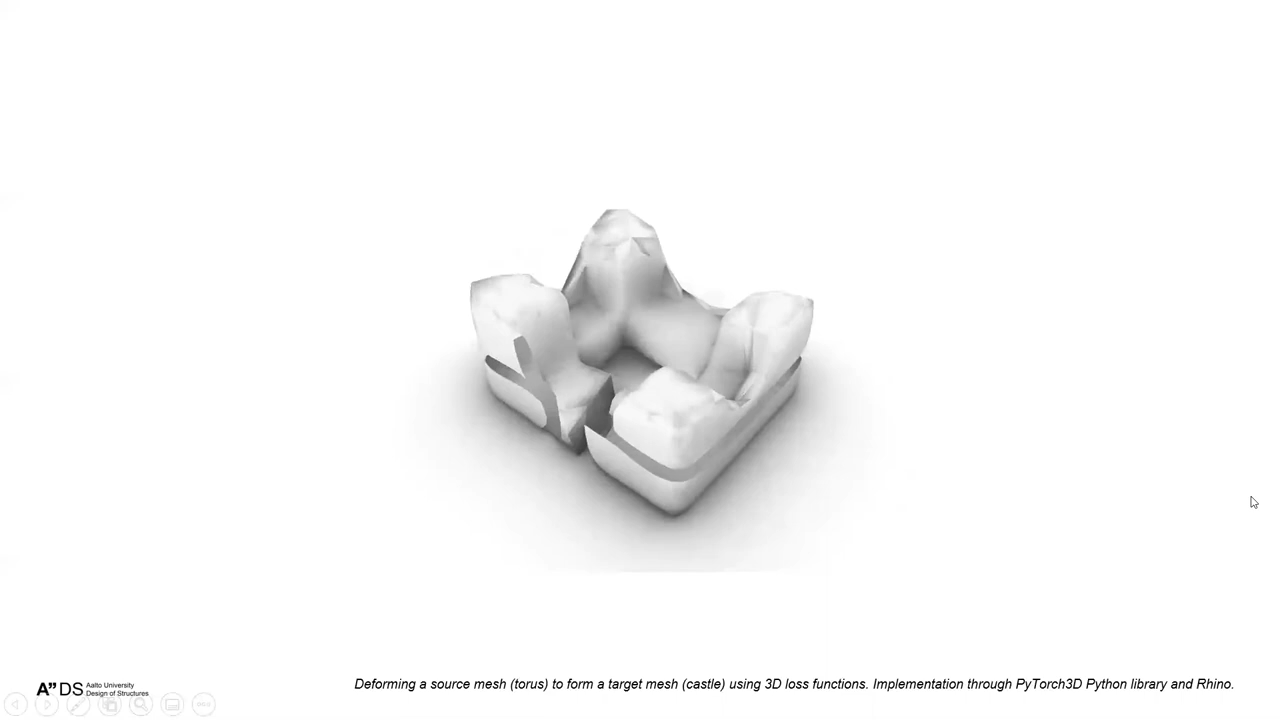 A” DS Aalto University
Design of Structures
Deforming a source mesh (torus) to form a target mesh (castle) using 3D loss functions. Implementation through PyTorch3D Python library and Rhino.